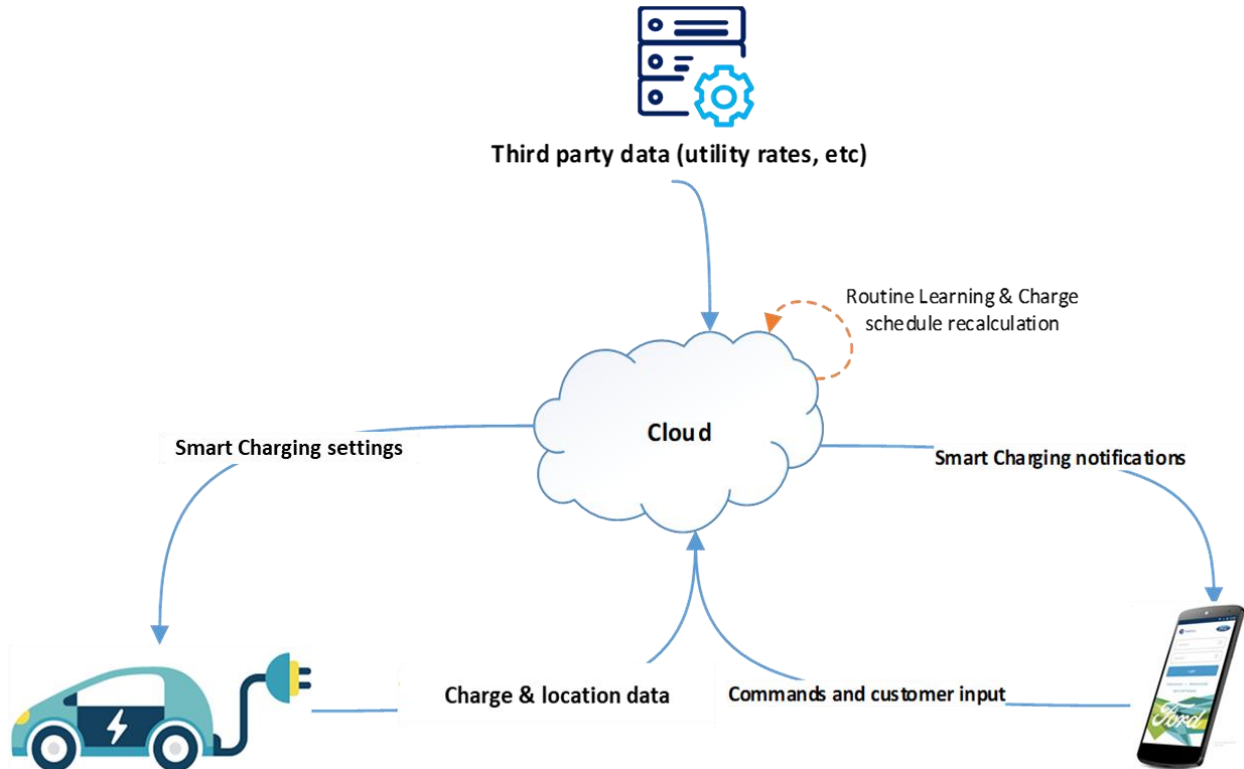 Third party data (utility rates, etc)
Routine Learning & Charge
schedule recalculation
Cloud
Smart Charging settings
Smart Charging notifications
Charge & location data
Commands and customer input
Ford